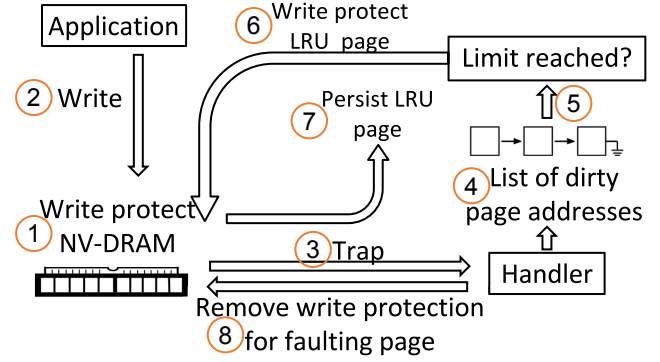 Application
6 Write protect
LRU page
Limit reached?
2 Write
7 Persist LRU
page
5
4 List of dirty
page addresses
1 Write protect
NV-DRAM
3 Trap
Handler
Remove write protection
8 for faulting page